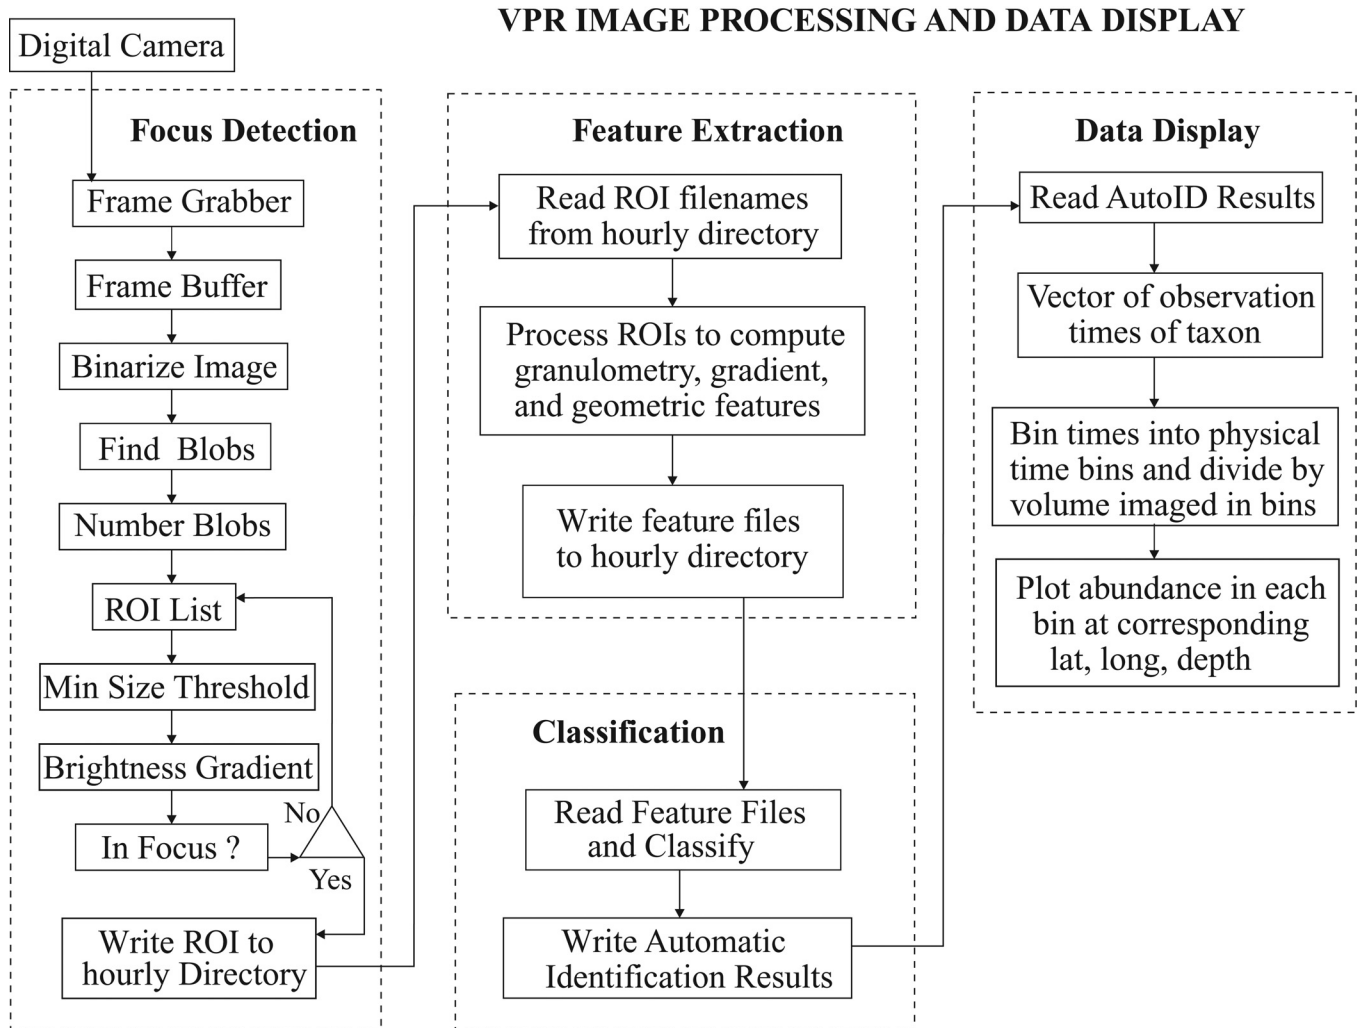 VPR IMAGE PROCESSING AND DATA DISPLAY
Digital Camera
Focus Detection
Frame Grabber
Frame Buffer
Binarize Image
Find Blobs
Number Blobs
ROI List
Min Size Threshold
Brightness Gradient
In Focus ?
No
Yes
Write ROI to
hourly Directory
Feature Extraction
Read ROI filenames
from hourly directory
Process ROIs to compute
granulometry, gradient,
and geometric features
Write feature files
to hourly directory
Classification
Read Feature Files
and Classify
Write Automatic
Identification Results
Data Display
Read AutoID Results
Vector of observation
times of taxon
Bin times into physical
time bins and divide by
volume imaged in bins
Plot abundance in each
bin at corresponding
lat, long, depth